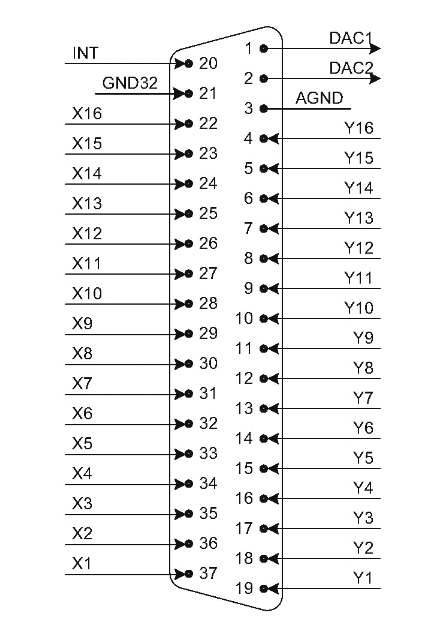 1 DAC1
INT 20
2 DAC2
GND32 21
3 AGND
X16 22
4 Y16
X15 23
5 Y15
X14 24
6 Y14
X13 25
7 Y13
X12 26
8 Y12
X11 27
9 Y11
X10 28
10 Y10
X9 29
11 Y9
X8 30
12 Y8
X7 31
13 Y7
X6 32
14 Y6
X5 33
15 Y5
X4 34
16 Y4
X3 35
17 Y3
X2 36
18 Y2
X1 37
19 Y1